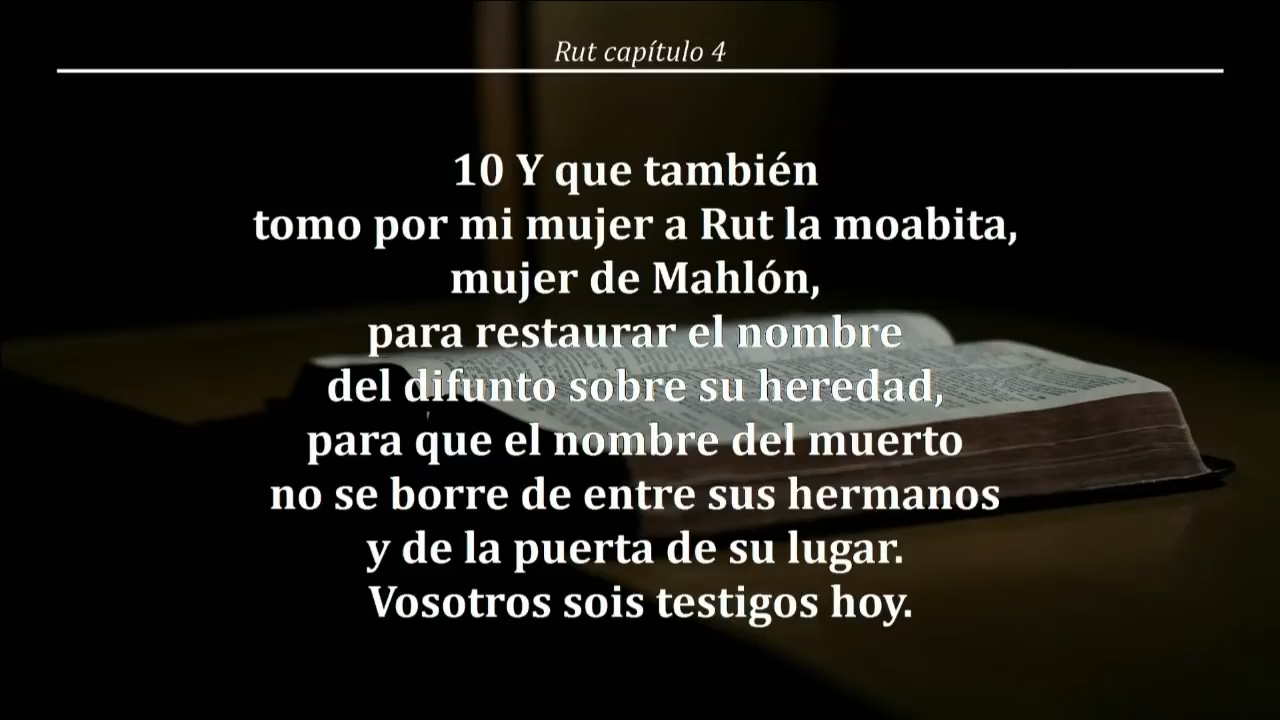 Rut capítulo 4
10 Y que también
tomo por mi mujer a Rut la moabita,
mujer de Mahlón,
para restaurar el nombre
del difunto sobre su heredad,
para que el nombre del muerto
no se borre de entre sus hermanos
y de la puerta de su lugar.
Vosotros sois testigos hoy.